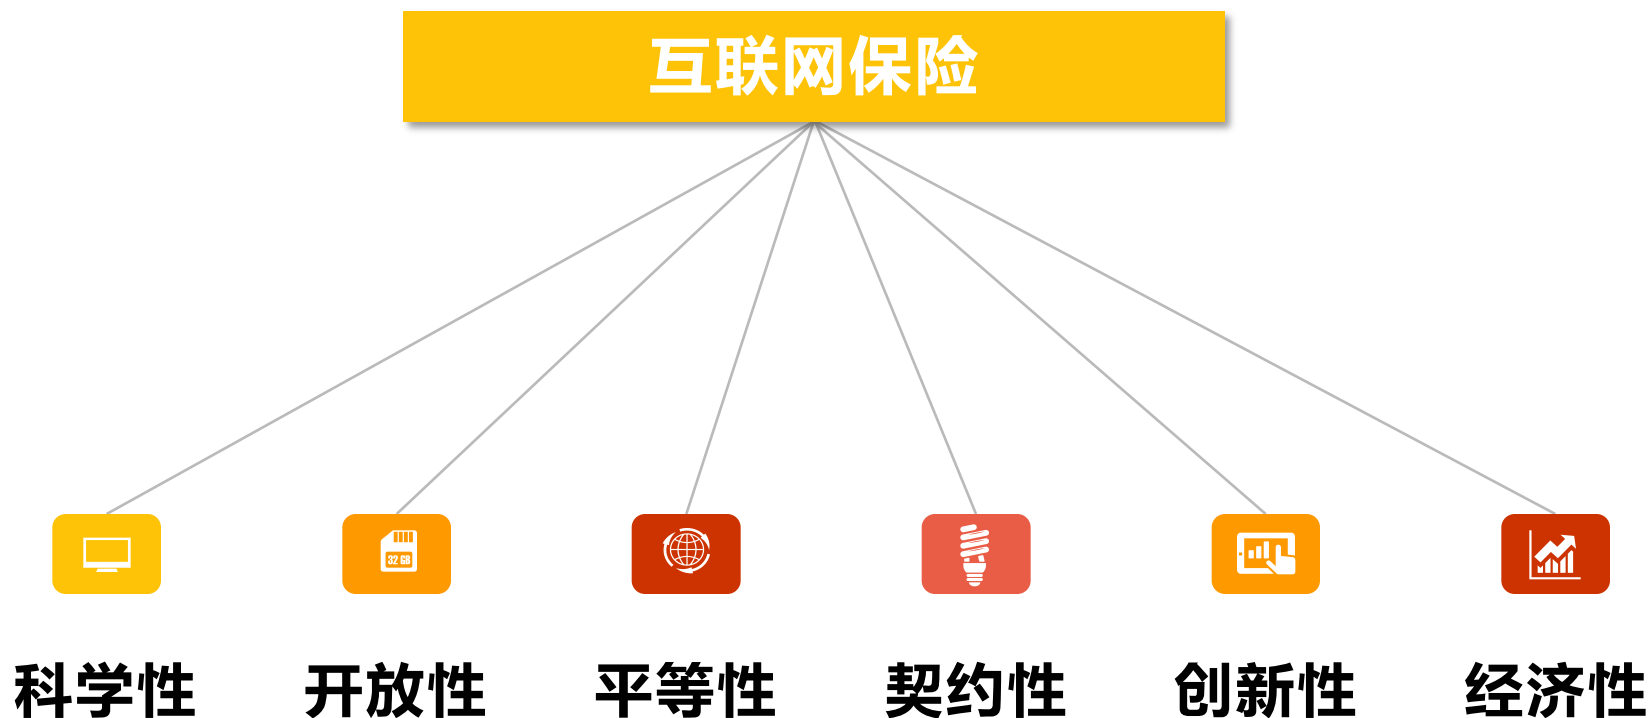 互联网保险
32 GB
科学性
开放性
平等性
契约性
创新性
经济性